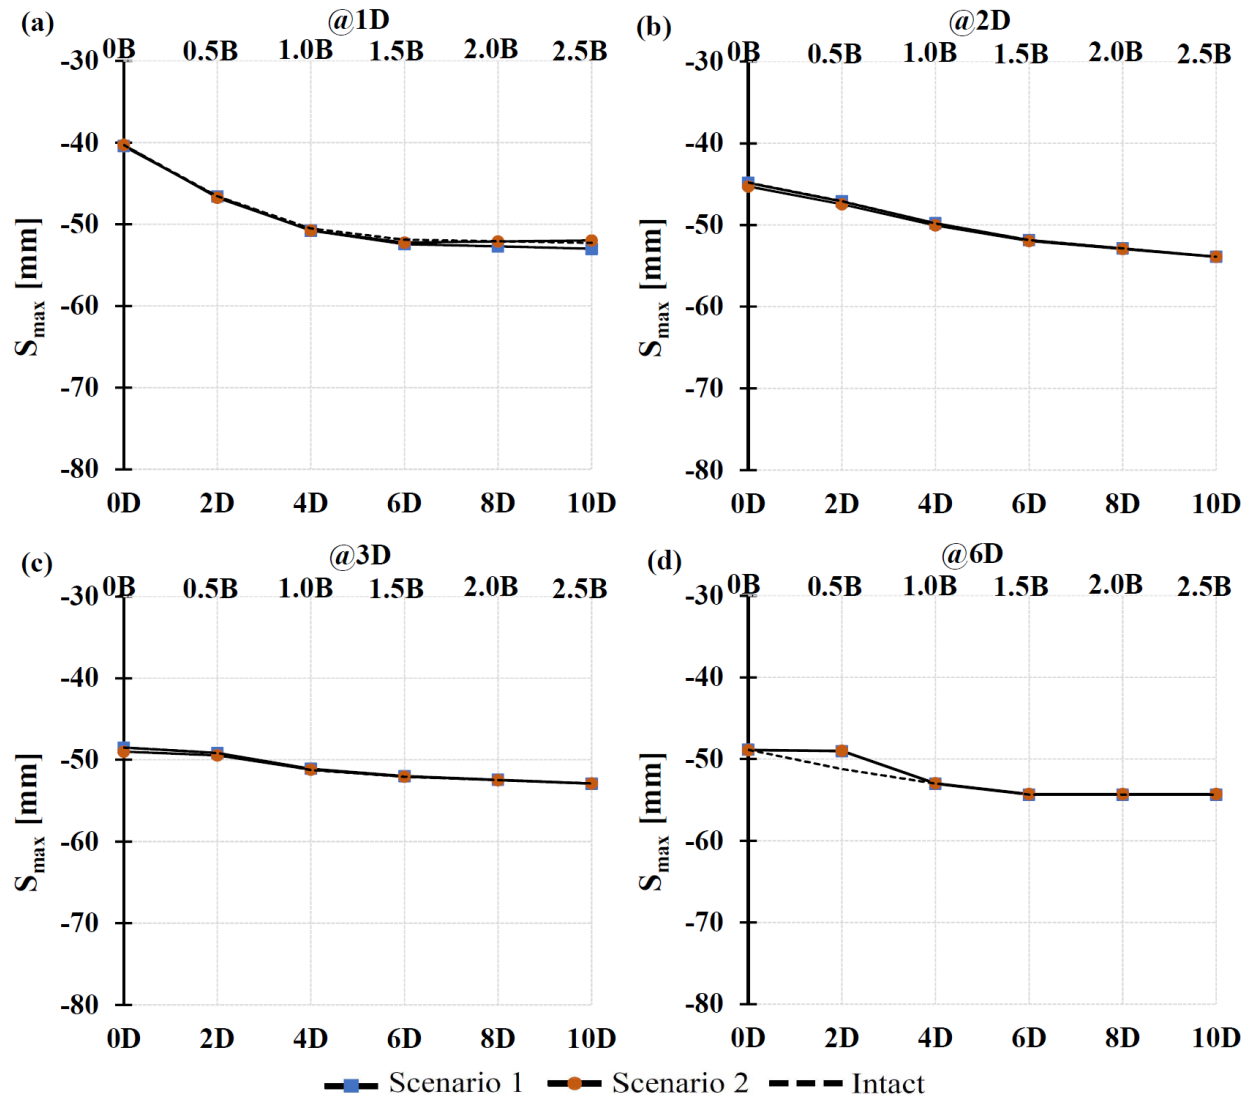 (a) @1D
0B 0.5B 1.0B 1.5B 2.0B 2.5B
-30
-40
-50
-60
-70
-80
Smax [mm]
0D 2D 4D 6D 8D 10D
(b) @2D
0B 0.5B 1.0B 1.5B 2.0B 2.5B
-30
-40
-50
-60
-70
-80
Smax [mm]
0D 2D 4D 6D 8D 10D
(c) @3D
0B 0.5B 1.0B 1.5B 2.0B 2.5B
-30
-40
-50
-60
-70
-80
Smax [mm]
0D 2D 4D 6D 8D 10D
(d) @6D
0B 0.5B 1.0B 1.5B 2.0B 2.5B
-30
-40
-50
-60
-70
-80
Smax [mm]
0D 2D 4D 6D 8D 10D
Scenario 1 Scenario 2 Intact